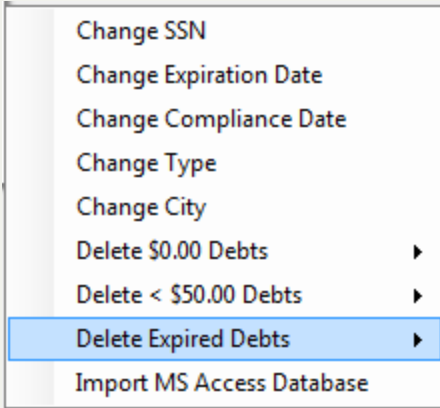 Change SSN
Change Expiration Date
Change Compliance Date
Change Type
Change City
Delete $0.00 Debts
Delete < $50.00 Debts
Delete Expired Debts
Import MS Access Database